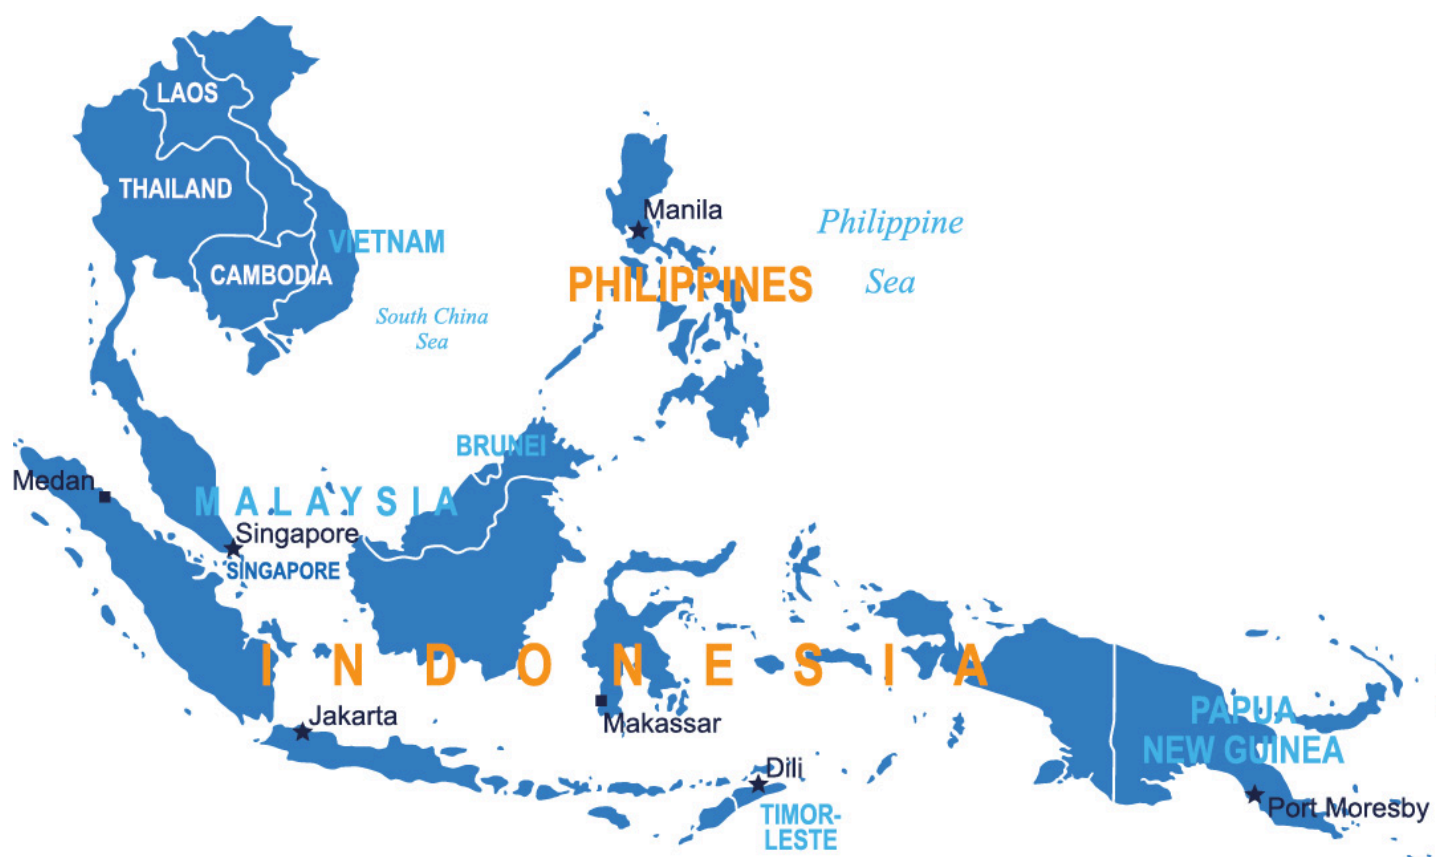 LAOS
THAILAND
Manila
Philippine
Sea
VIETNAM
CAMBODIA
PHILIPPINES
South China
Sea
BRUNEI
Medan
MALAYSIA
Singapore
SINGAPORE
INDONESIA
Jakarta
Makassar
PAPUA
NEW GUINEA
Dili
TIMOR-
LESTE
Port Moresby